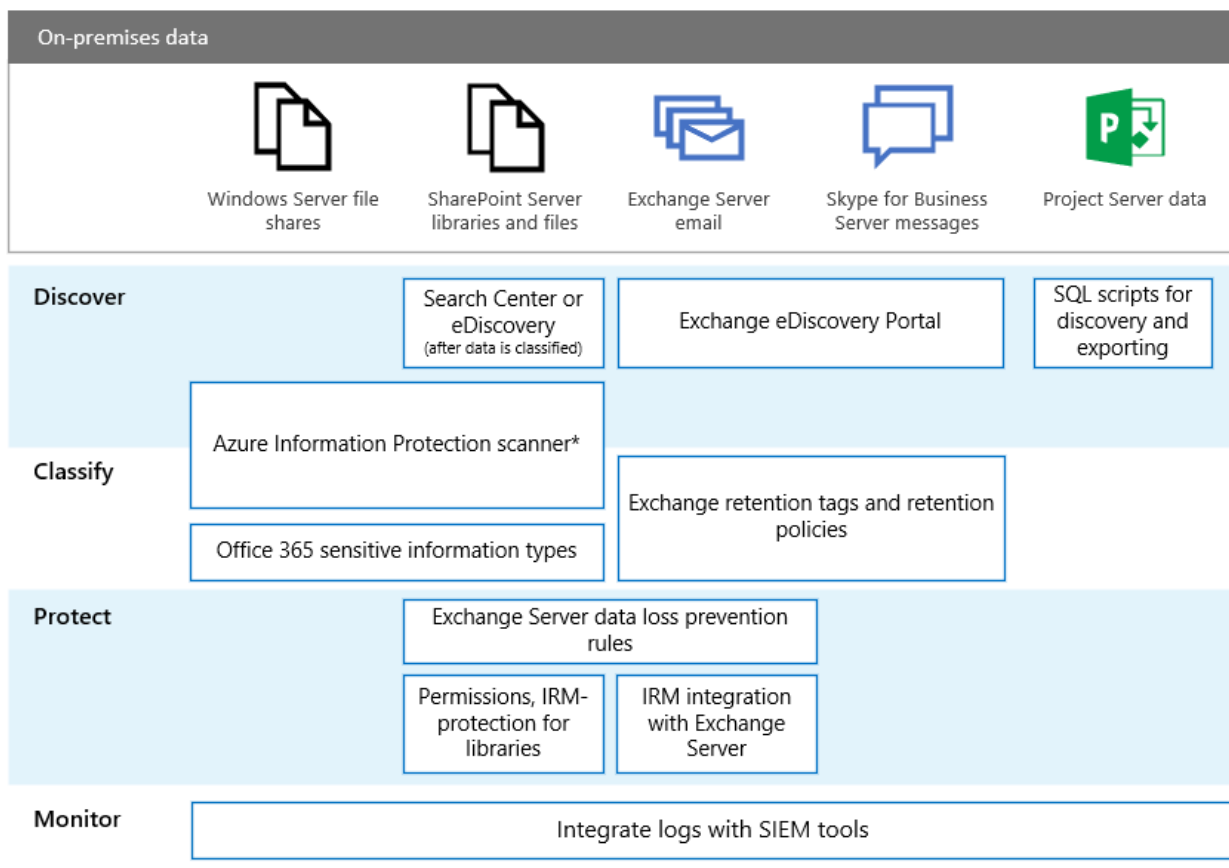 On-premises data
P
Windows Server file
shares
SharePoint Server
libraries and files
Exchange Server
email
Skype for Business
Server messages
Project Server data
Discover
Search Center or
eDiscovery
(after data is classified)
Exchange eDiscovery Portal
SQL scripts for
discovery and
exporting
Azure Information Protection scanner*
Classify
Exchange retention tags and retention
policies
Office 365 sensitive information types
Protect
Exchange Server data loss prevention
rules
Permissions, IRM-
protection for
libraries
IRM integration
with Exchange
Server
Monitor
Integrate logs with SIEM tools